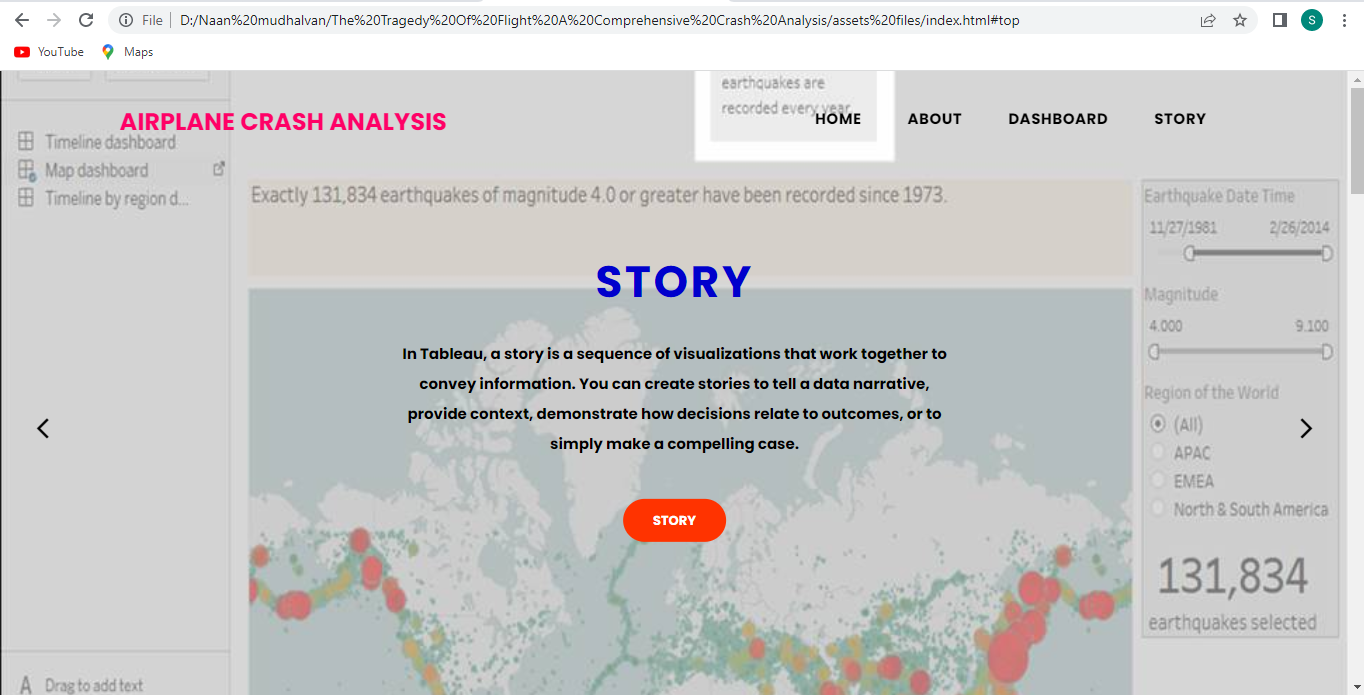 File
D:/Naan%20mudhalvan/The%20Tragedy%20Of%20Flight%20A%20Comprehensive%20Crash%20Analysis/assets%20files/index.html#top
S
YouTube
Maps
earthquakes are
recorded every year.
AIRPLANE CRASH ANALYSIS
HOME
ABOUT
DASHBOARD
STORY
Timeline dashboard
Map dashboard
Timeline by region d...
Exactly 131,834 earthquakes of magnitude 4.0 or greater have been recorded since 1973.
Earthquake Date Time
11/27/1981
2/26/2014
STORY
Magnitude
4.000
9.100
In Tableau, a story is a sequence of visualizations that work together to
convey information. You can create stories to tell a data narrative,
provide context, demonstrate how decisions relate to outcomes, or to
simply make a compelling case.
Region of the World
(All)
APAC
EMEA
North & South America
STORY
131,834
earthquakes selected
A Drag to add text